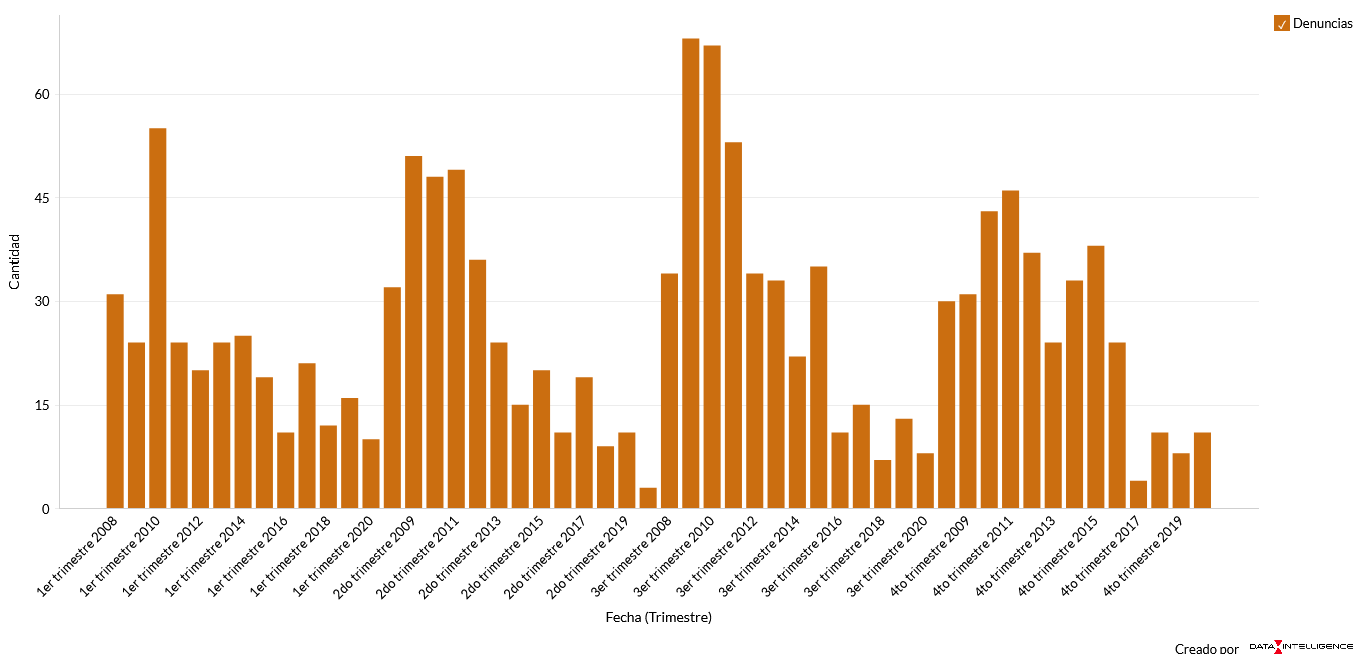 Denuncias
60
45
30
15
0
Cantidad
1er trimestre 2008
1er trimestre 2010
1er trimestre 2012
1er trimestre 2014
1er trimestre 2016
1er trimestre 2018
1er trimestre 2020
2do trimestre 2009
2do trimestre 2011
2do trimestre 2013
2do trimestre 2015
2do trimestre 2017
2do trimestre 2019
3er trimestre 2008
3er trimestre 2010
3er trimestre 2012
3er trimestre 2014
3er trimestre 2016
3er trimestre 2018
3er trimestre 2020
4to trimestre 2009
4to trimestre 2011
4to trimestre 2013
4to trimestre 2015
4to trimestre 2017
4to trimestre 2019
Fecha (Trimestre)
Creado por DATA INTELLIGENCE